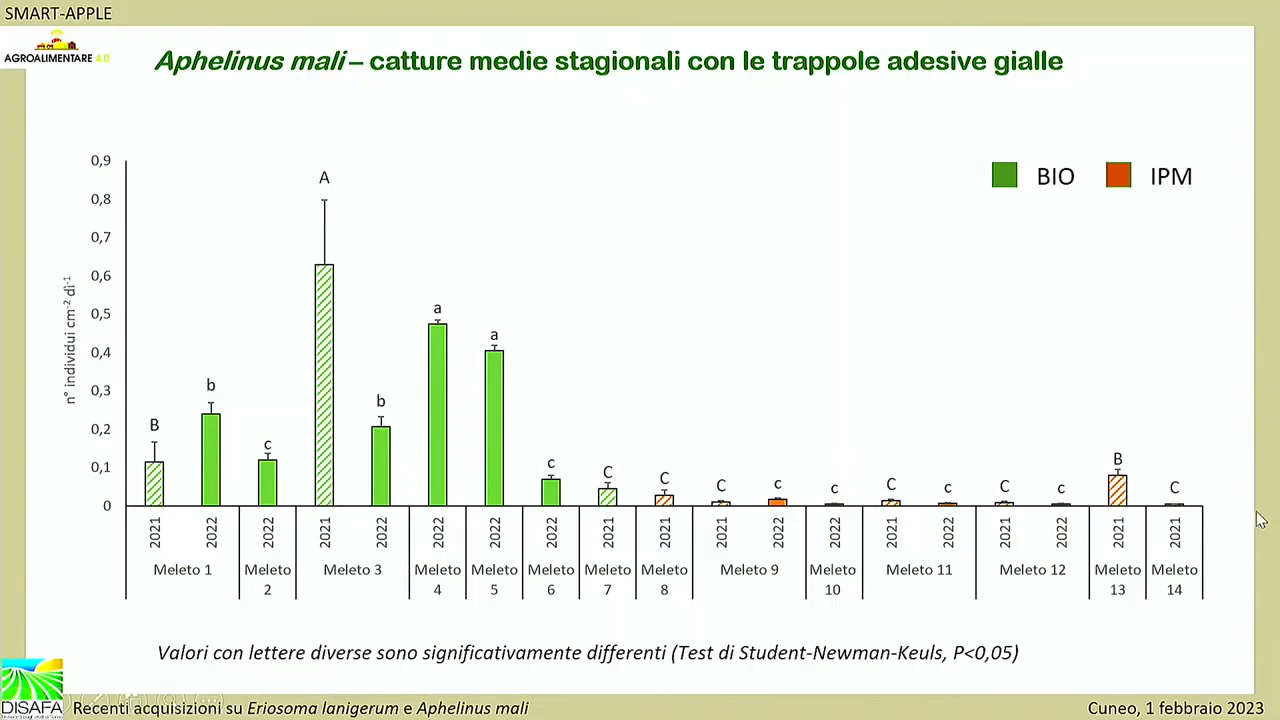 SMART-APPLE
AGROALIMENTARE 4.0
Aphelinus mali – catture medie stagionali con le trappole adesive gialle
BIO IPM
n° individui cm⁻² dì⁻¹
0,9
0,8
0,7
0,6
0,5
0,4
0,3
0,2
0,1
0
B b c A b a a c C C C c c C c C c B C
2021 2022 2022 2021 2022 2022 2022 2022 2021 2021 2021 2022 2022 2021 2022 2021 2022 2021 2021
Meleto 1 Meleto 2 Meleto 3 Meleto 4 Meleto 5 Meleto 6 Meleto 7 Meleto 8 Meleto 9 Meleto 10 Meleto 11 Meleto 12 Meleto 13 Meleto 14
Valori con lettere diverse sono significativamente differenti (Test di Student-Newman-Keuls, P<0,05)
DISAFA
Recenti acquisizioni su Eriosoma lanigerum e Aphelinus mali
Cuneo, 1 febbraio 2023